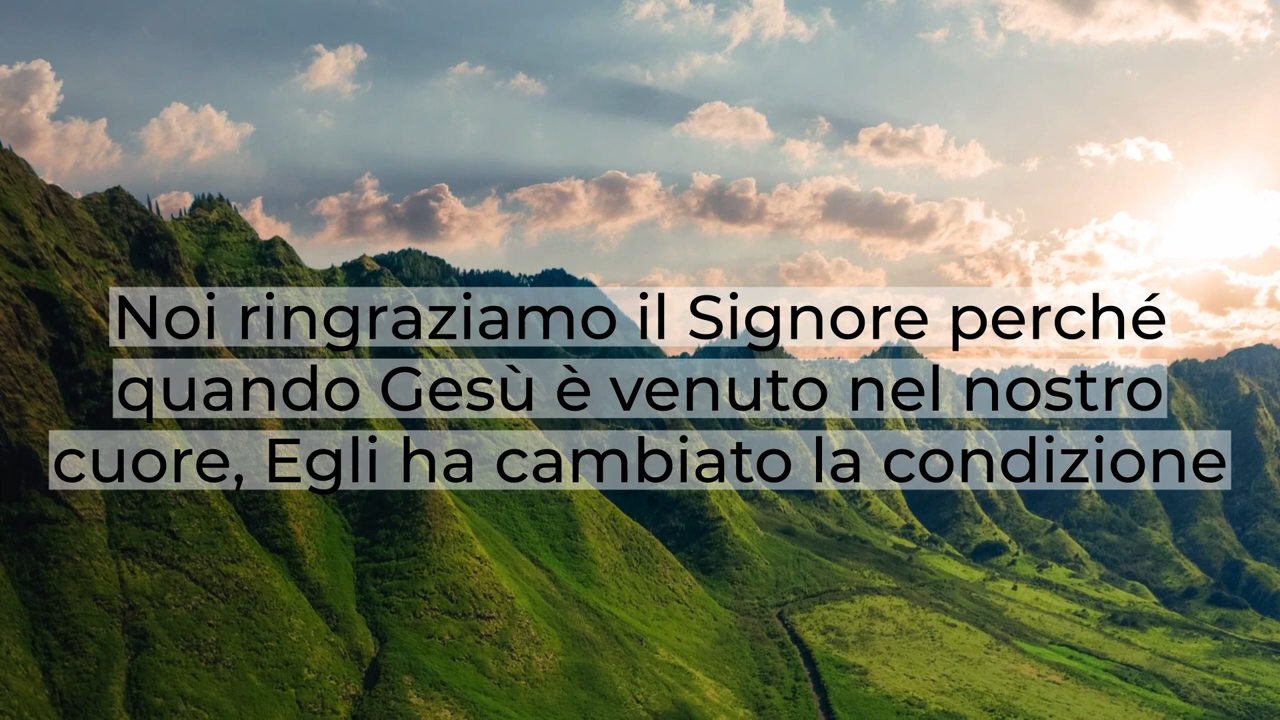 Noi ringraziamo il Signore perché
quando Gesù è venuto nel nostro
cuore, Egli ha cambiato la condizione